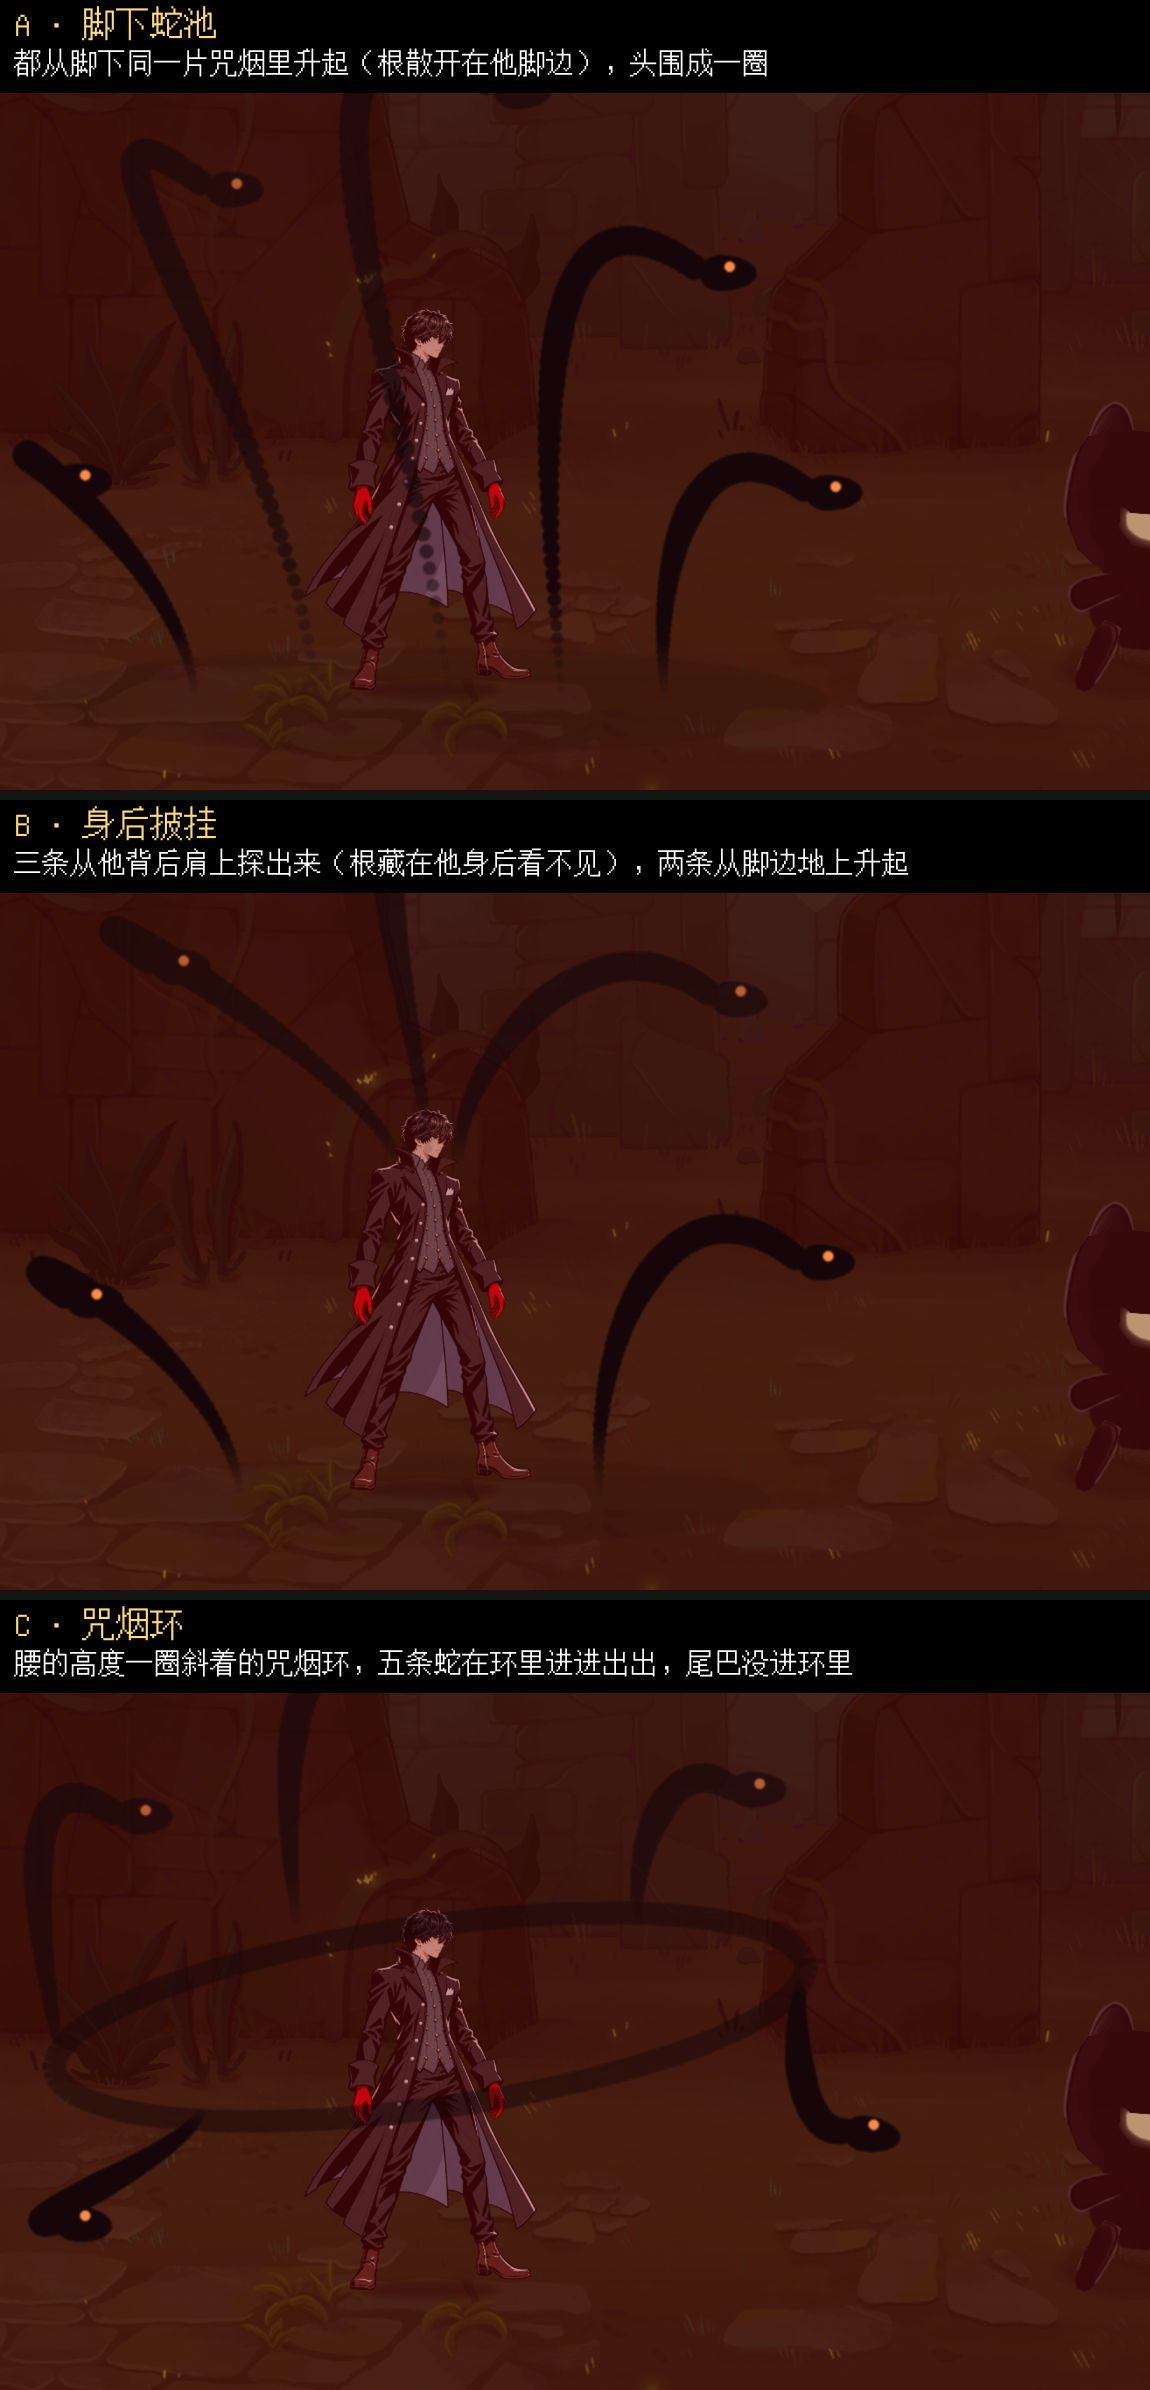 A · 脚下蛇池
都从脚下同一片咒烟里升起（根散开在他脚边），头围成一圈
B · 身后披挂
三条从他背后肩上探出来（根藏在他身后看不见），两条从脚边地上升起
C · 咒烟环
腰的高度一圈斜着的咒烟环，五条蛇在环里进进出出，尾巴没进环里